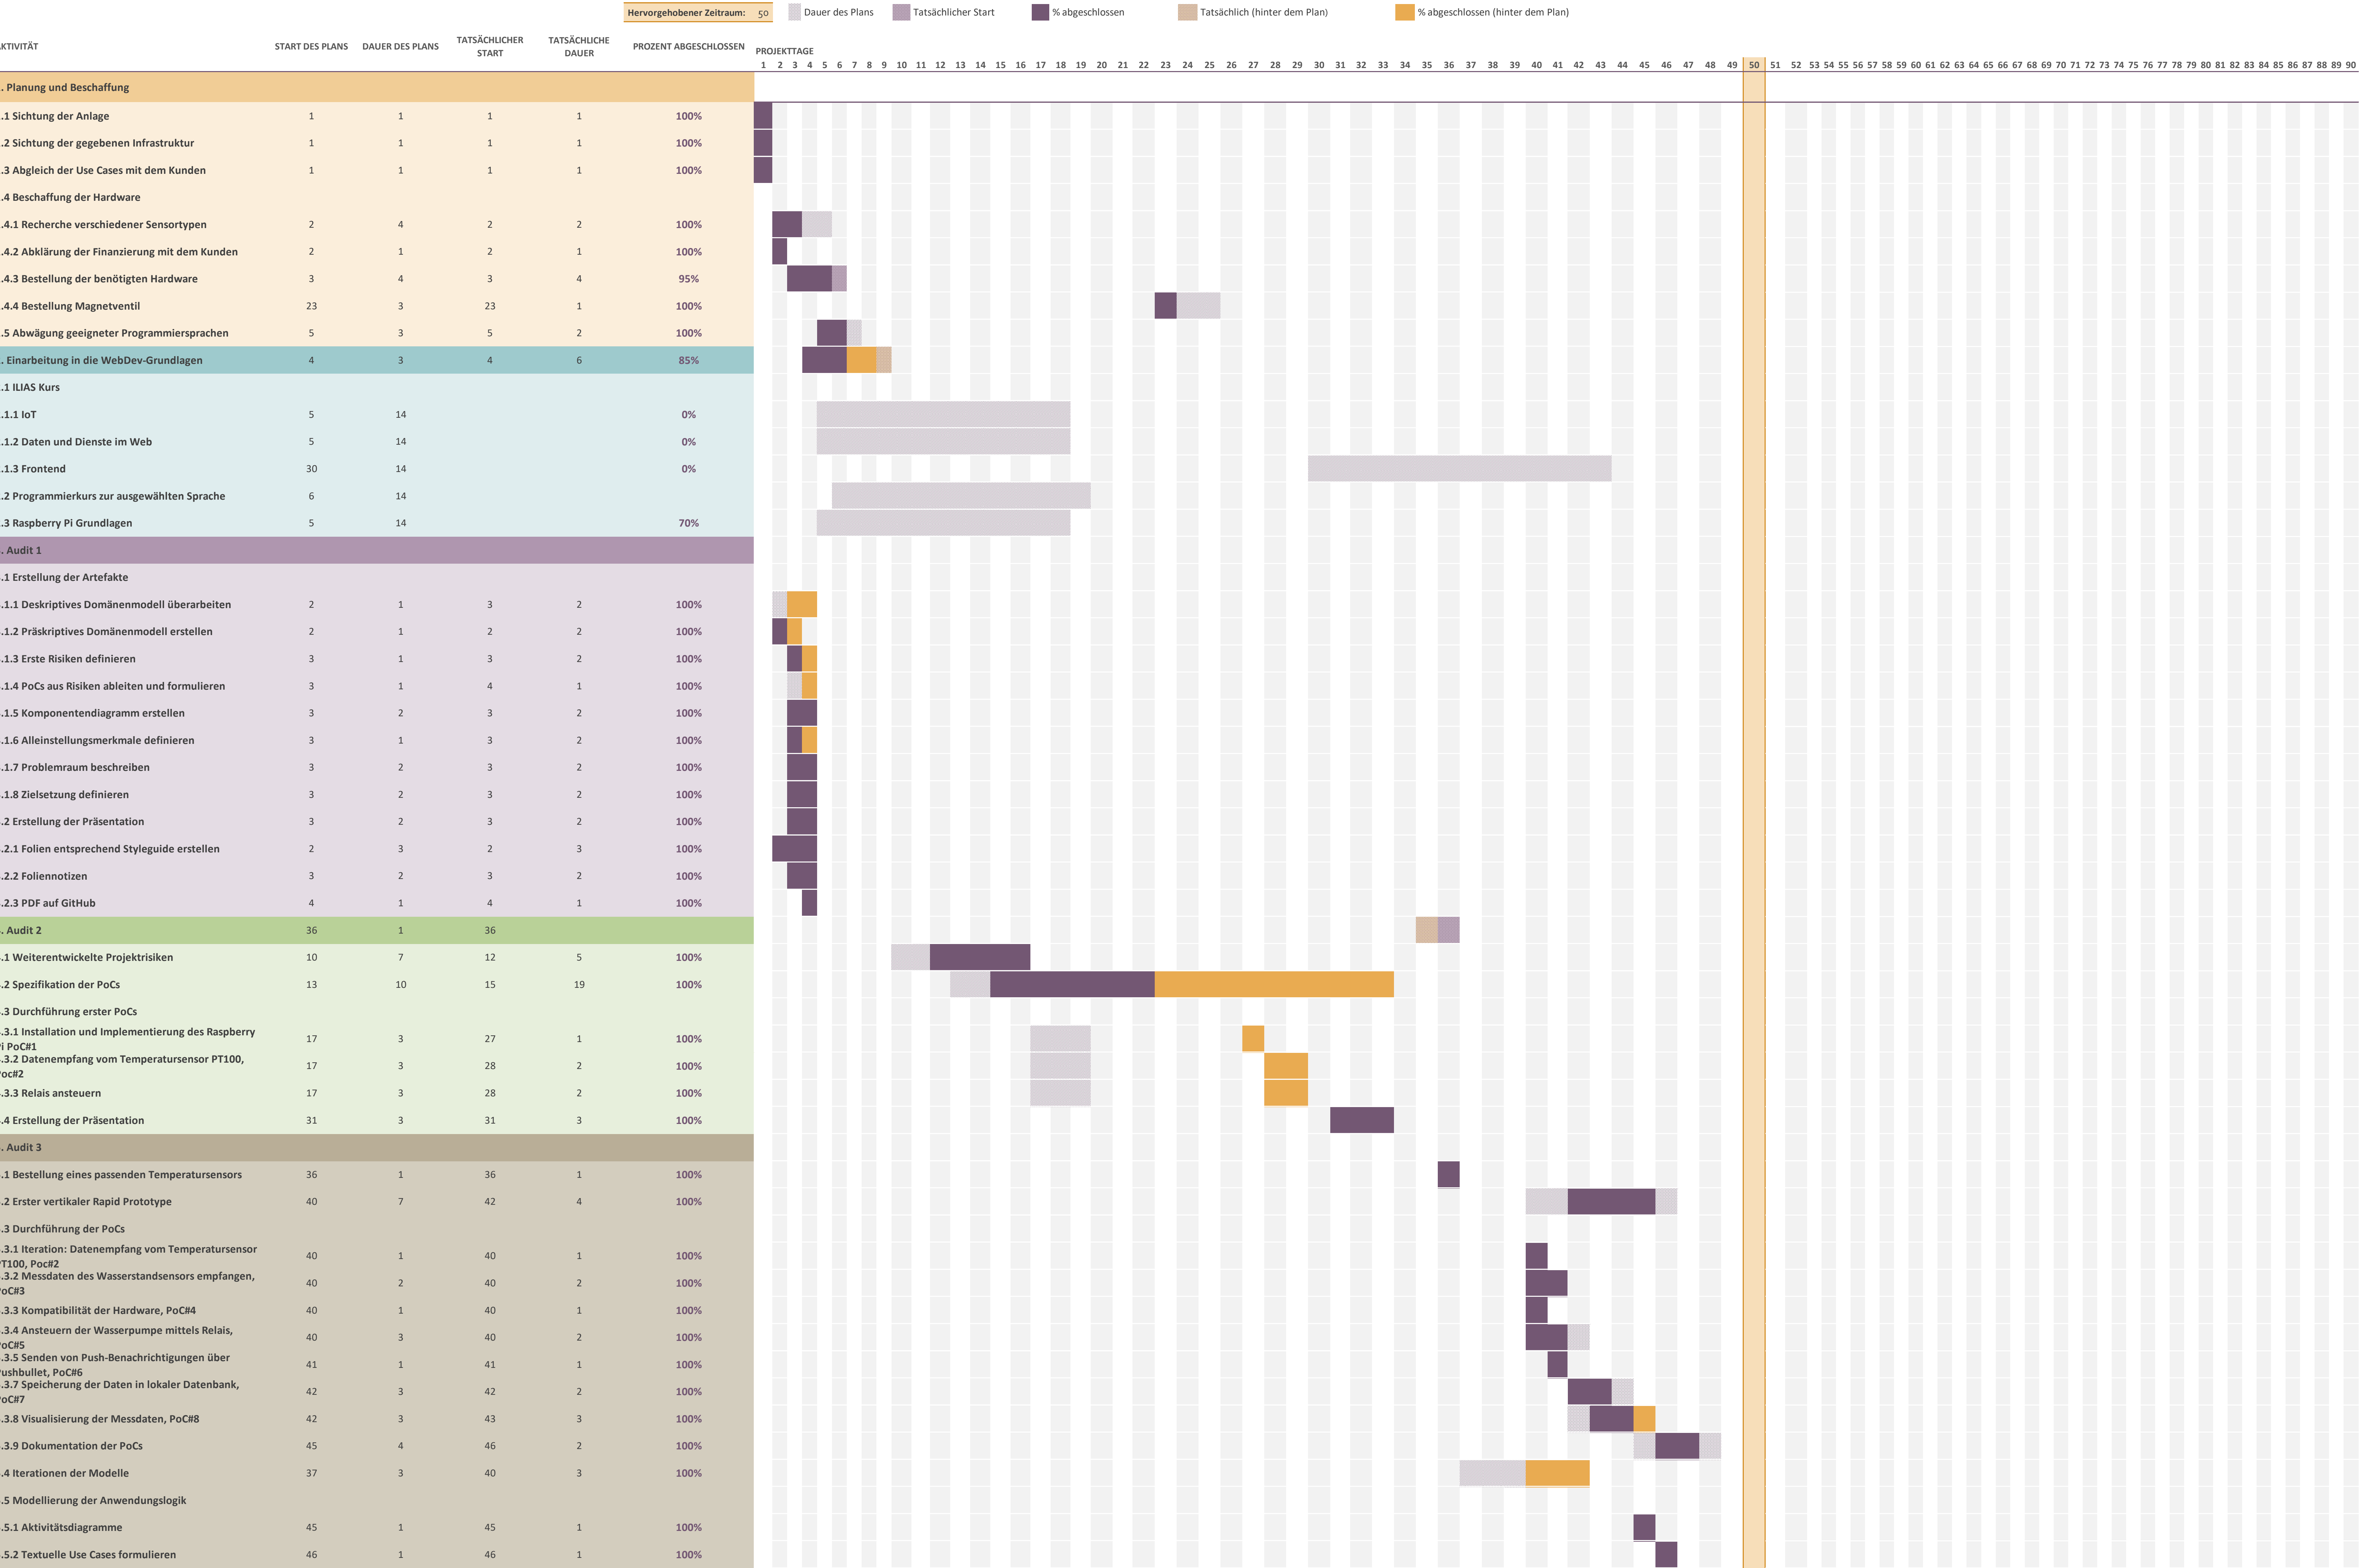 Hervorgehobener Zeitraum: 50 Dauer des Plans Tatsächlicher Start % abgeschlossen Tatsächlich (hinter dem Plan) % abgeschlossen (hinter dem Plan)
KTIVITÄT START DES PLANS DAUER DES PLANS TATSÄCHLICHER START TATSÄCHLICHE DAUER PROZENT ABGESCHLOSSEN PROJEKTTAGE
1 2 3 4 5 6 7 8 9 10 11 12 13 14 15 16 17 18 19 20 21 22 23 24 25 26 27 28 29 30 31 32 33 34 35 36 37 38 39 40 41 42 43 44 45 46 47 48 49 50 51 52 53 54 55 56 57 58 59 60 61 62 63 64 65 66 67 68 69 70 71 72 73 74 75 76 77 78 79 80 81 82 83 84 85 86 87 88 89 90
. Planung und Beschaffung
.1 Sichtung der Anlage 1 1 1 1 100%
.2 Sichtung der gegebenen Infrastruktur 1 1 1 1 100%
.3 Abgleich der Use Cases mit dem Kunden 1 1 1 1 100%
.4 Beschaffung der Hardware
.4.1 Recherche verschiedener Sensortypen 2 4 2 2 100%
.4.2 Abklärung der Finanzierung mit dem Kunden 2 1 2 1 100%
.4.3 Bestellung der benötigten Hardware 3 4 3 4 95%
.4.4 Bestellung Magnetventil 23 3 23 1 100%
.5 Abwägung geeigneter Programmiersprachen 5 3 5 2 100%
. Einarbeitung in die WebDev-Grundlagen 4 3 4 6 85%
.1 ILIAS Kurs
.1.1 IoT 5 14 0%
.1.2 Daten und Dienste im Web 5 14 0%
.1.3 Frontend 30 14 0%
.2 Programmierkurs zur ausgewählten Sprache 6 14
.3 Raspberry Pi Grundlagen 5 14 70%
. Audit 1
.1 Erstellung der Artefakte
.1.1 Deskriptives Domänenmodell überarbeiten 2 1 3 2 100%
.1.2 Präskriptives Domänenmodell erstellen 2 1 2 2 100%
.1.3 Erste Risiken definieren 3 1 3 2 100%
.1.4 PoCs aus Risiken ableiten und formulieren 3 1 4 1 100%
.1.5 Komponentendiagramm erstellen 3 2 3 2 100%
.1.6 Alleinstellungsmerkmale definieren 3 1 3 2 100%
.1.7 Problemraum beschreiben 3 2 3 2 100%
.1.8 Zielsetzung definieren 3 2 3 2 100%
.2 Erstellung der Präsentation 3 2 3 2 100%
.2.1 Folien entsprechend Styleguide erstellen 2 3 2 3 100%
.2.2 Foliennotizen 3 2 3 2 100%
.2.3 PDF auf GitHub 4 1 4 1 100%
. Audit 2 36 1 36
.1 Weiterentwickelte Projektrisiken 10 7 12 5 100%
.2 Spezifikation der PoCs 13 10 15 19 100%
.3 Durchführung erster PoCs
.3.1 Installation und Implementierung des Raspberry
i PoC#1 17 3 27 1 100%
.3.2 Datenempfang vom Temperatursensor PT100,
oc#2 17 3 28 2 100%
.3.3 Relais ansteuern 17 3 28 2 100%
.4 Erstellung der Präsentation 31 3 31 3 100%
. Audit 3
.1 Bestellung eines passenden Temperatursensors 36 1 36 1 100%
.2 Erster vertikaler Rapid Prototype 40 7 42 4 100%
.3 Durchführung der PoCs
.3.1 Iteration: Datenempfang vom Temperatursensor
PT100, Poc#2 40 1 40 1 100%
.3.2 Messdaten des Wasserstandsensors empfangen,
oC#3 40 2 40 2 100%
.3.3 Kompatibilität der Hardware, PoC#4 40 1 40 1 100%
.3.4 Ansteuern der Wasserpumpe mittels Relais,
oC#5 40 3 40 2 100%
.3.5 Senden von Push-Benachrichtigungen über
Pushbullet, PoC#6 41 1 41 1 100%
.3.7 Speicherung der Daten in lokaler Datenbank,
oC#7 42 3 42 2 100%
.3.8 Visualisierung der Messdaten, PoC#8 42 3 43 3 100%
.3.9 Dokumentation der PoCs 45 4 46 2 100%
.4 Iterationen der Modelle 37 3 40 3 100%
.5 Modellierung der Anwendungslogik
.5.1 Aktivitätsdiagramme 45 1 45 1 100%
.5.2 Textuelle Use Cases formulieren 46 1 46 1 100%